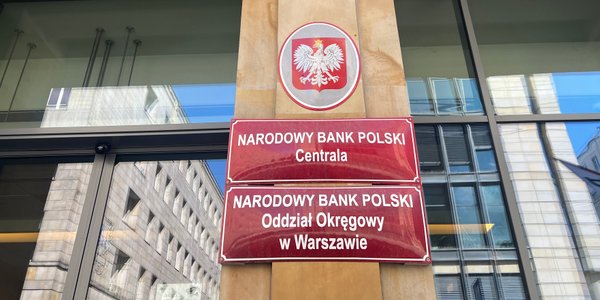 NARODOWY BANK POLSKI
Centrala
NARODOWY BANK POLSKI
Oddział Okręgowy
w Warszawie